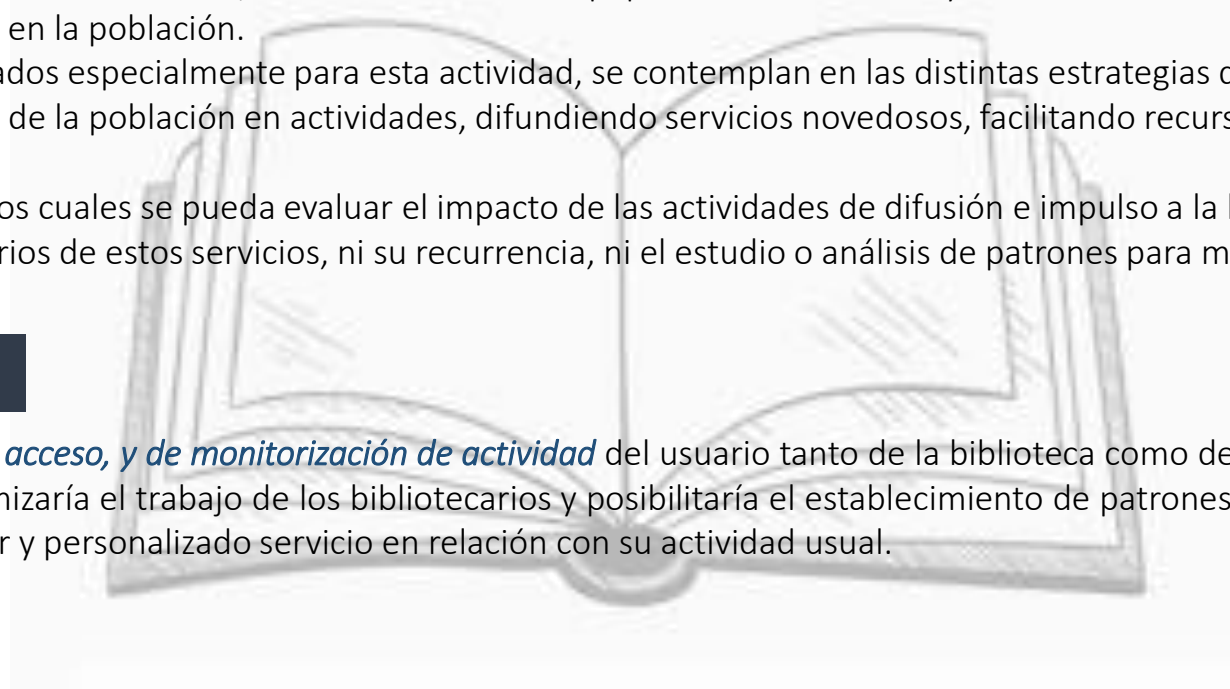 en la población.
ados especialmente para esta actividad, se contemplan en las distintas estrategias
de la población en actividades, difundiendo servicios novedosos, facilitando recurs
os cuales se pueda evaluar el impacto de las actividades de difusión e impulso a la
rios de estos servicios, ni su recurrencia, ni el estudio o análisis de patrones para m
acceso, y de monitorización de actividad del usuario tanto de la biblioteca como de
nizaría el trabajo de los bibliotecarios y posibilitaría el establecimiento de patrones
r y personalizado servicio en relación con su actividad usual.